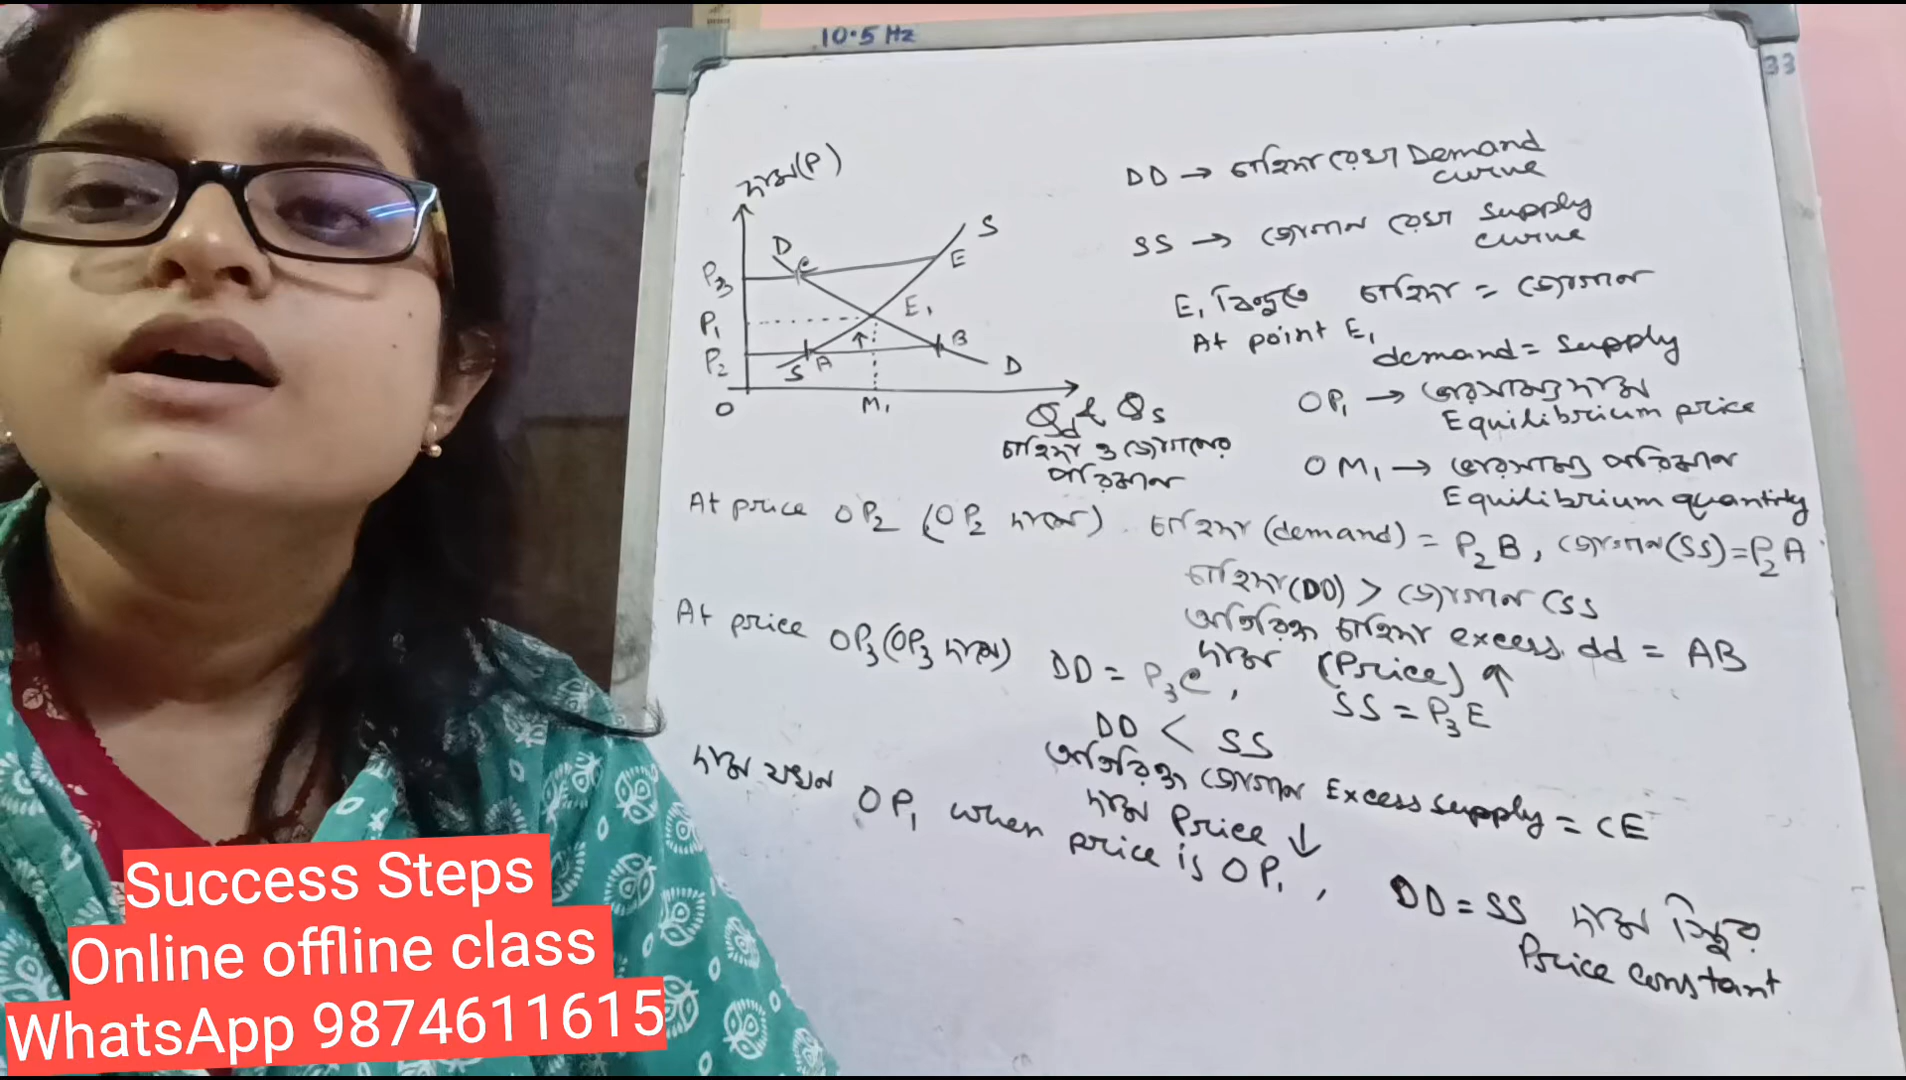 10.5 Hz
33
দাম(P)
S
D
C
E
P3
E1
P1
B
P2
S
A
D
O
M1
Qd & Qs
চাহিদা ও জোগানের
পরিমান
DD → চাহিদা রেখা Demand
curve
SS → জোগান রেখা Supply
curve
E1 বিন্দুতে চাহিদা = জোগান
At point E1
demand = supply
OP1 → ভারসাম্য দাম
Equilibrium price
OM1 → ভারসাম্য পরিমান
Equilibrium quantity
At price OP2 (OP2 দামে) চাহিদা (demand) = P2B, জোগান(SS)=P2A
চাহিদা(DD) > জোগান (SS
অতিরিক্ত চাহিদা excess dd = AB
দাম (Price) ↑
At price OP3(OP3 দামে) DD = P3C, SS = P3E
DD < SS
অতিরিক্ত জোগান Excess supply = CE
দাম Price ↓
দাম যখন OP1 when price is OP1, DD = SS দাম স্থির
Price constant
Success Steps
Online offline class
WhatsApp 9874611615